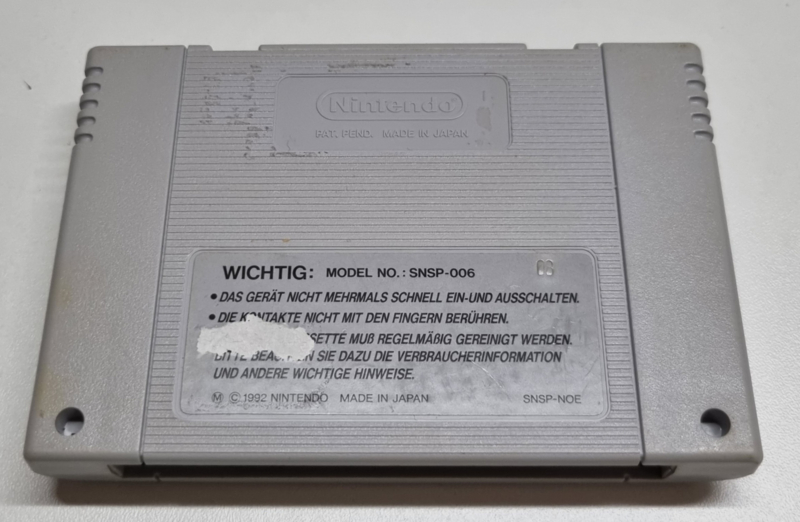 Nintendo
PAT. PEND. MADE IN JAPAN
WICHTIG: MODEL NO.: SNSP-006
• DAS GERÄT NICHT MEHRMALS SCHNELL EIN-UND AUSSCHALTEN.
• DIE KONTAKTE NICHT MIT DEN FINGERN BERÜHREN.
MUß REGELMÄßIG GEREINIGT WERDEN.
SIE DAZU DIE VERBRAUCHERINFORMATION
UND ANDERE WICHTIGE HINWEISE.
Ⓜ ©1992 NINTENDO MADE IN JAPAN SNSP-NOE